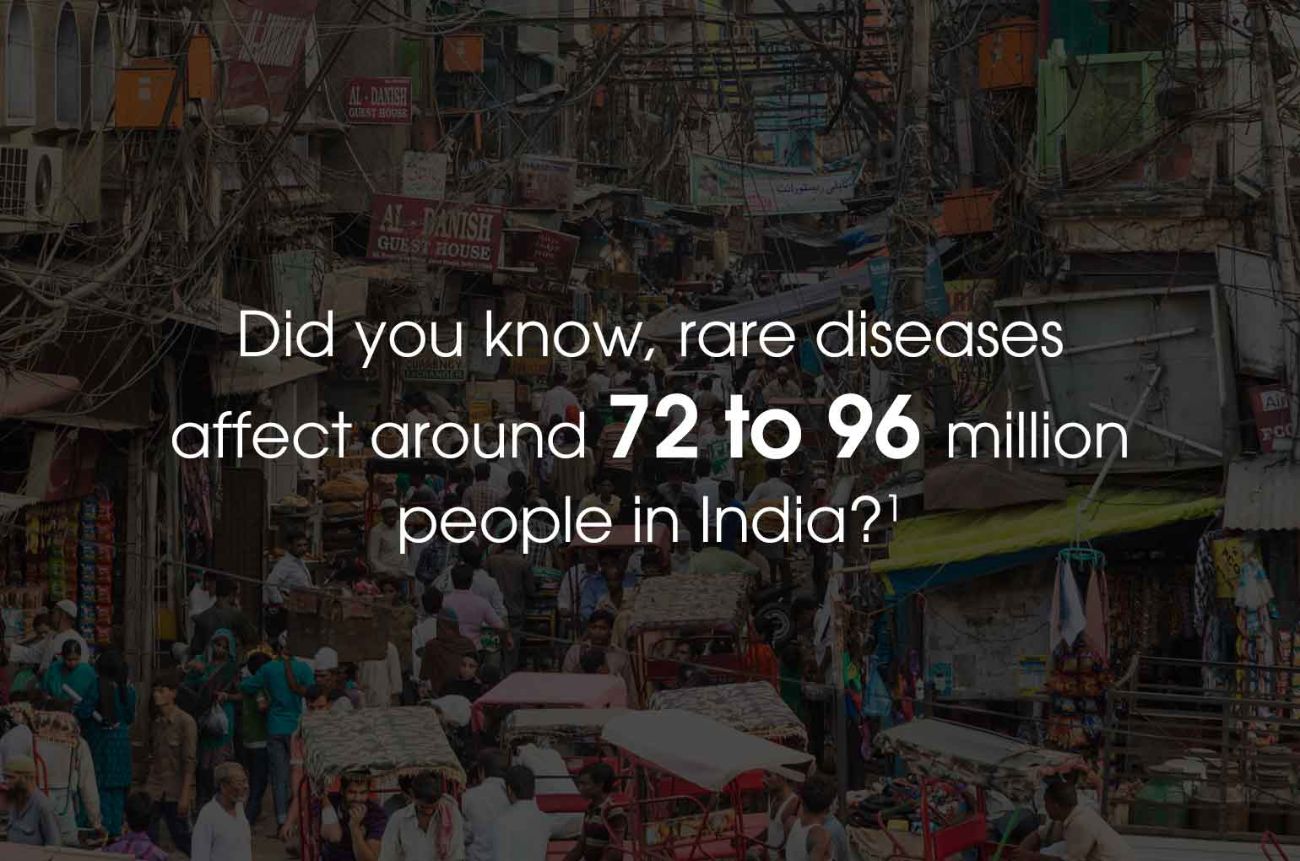 AL - DANISH
GUEST HOUSE
AL - DANISH
GUEST HOUSE
Did you know, rare diseases
affect around 72 to 96 million
people in India?1
EXCHANGER